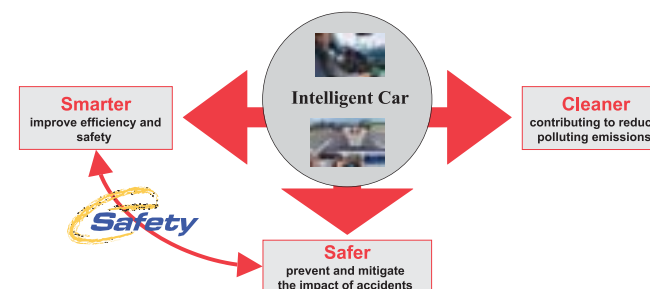 Intelligent Car
Smarter
improve efficiency and
safety
Cleaner
contributing to reduc
polluting emissions
Safety
Safer
prevent and mitigate
the impact of accidents